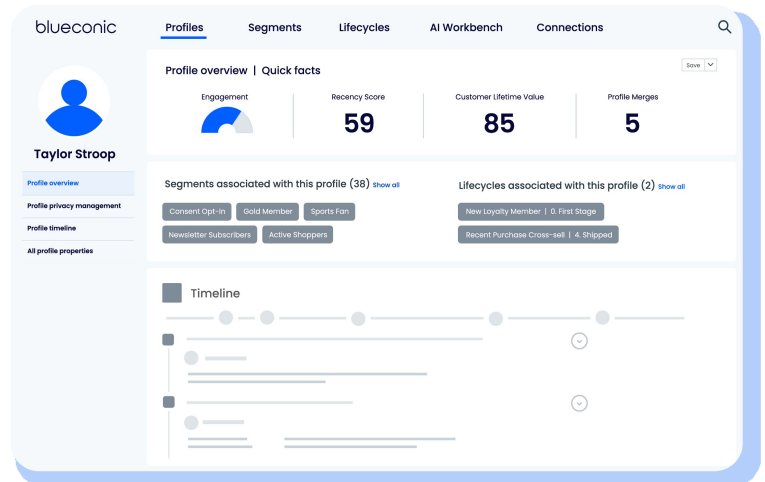 blueconic
Profiles Segments Lifecycles AI Workbench Connections
Taylor Stroop
Profile overview
Profile privacy management
Profile timeline
All profile properties
Profile overview | Quick facts
Save
Engagement Recency Score Customer Lifetime Value Profile Merges
59 85 5
Segments associated with this profile (38) Show all
Consent Opt-In Gold Member Sports Fan
Newsletter Subscribers Active Shoppers
Lifecycles associated with this profile (2) Show all
New Loyalty Member | 0. First Stage
Recent Purchase Cross-sell | 4. Shipped
Timeline